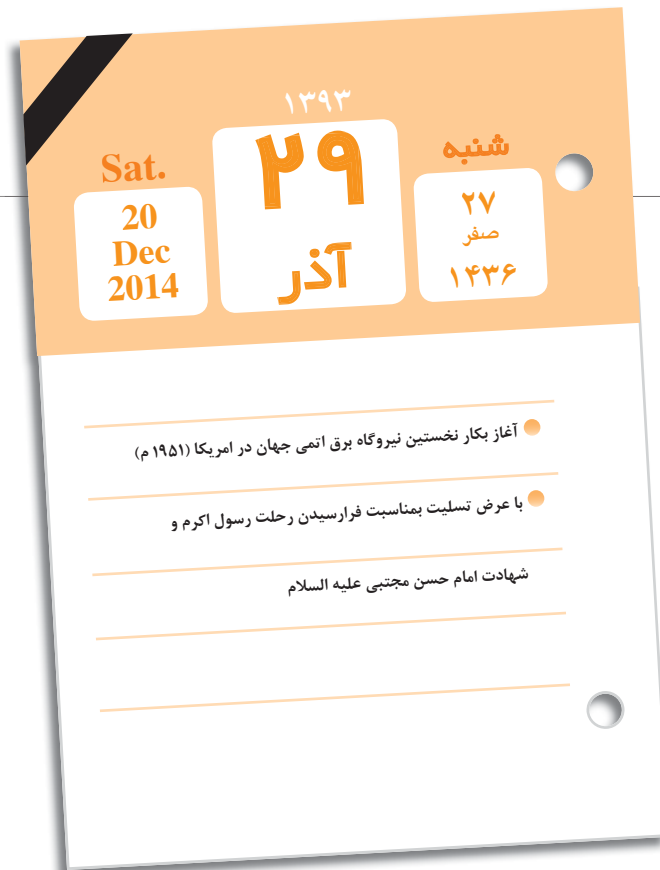 ۱۳۹۳
شنبه
۲۷
صفر
۱۴۳۶
۲۹
آذر
Sat.
20
Dec
2014
آغاز بکار نخستین نیروگاه برق اتمی جهان در امریکا (۱۹۵۱ م)
با عرض تسلیت بمناسبت فرارسیدن رحلت رسول اکرم و
شهادت امام حسن مجتبی علیه السلام